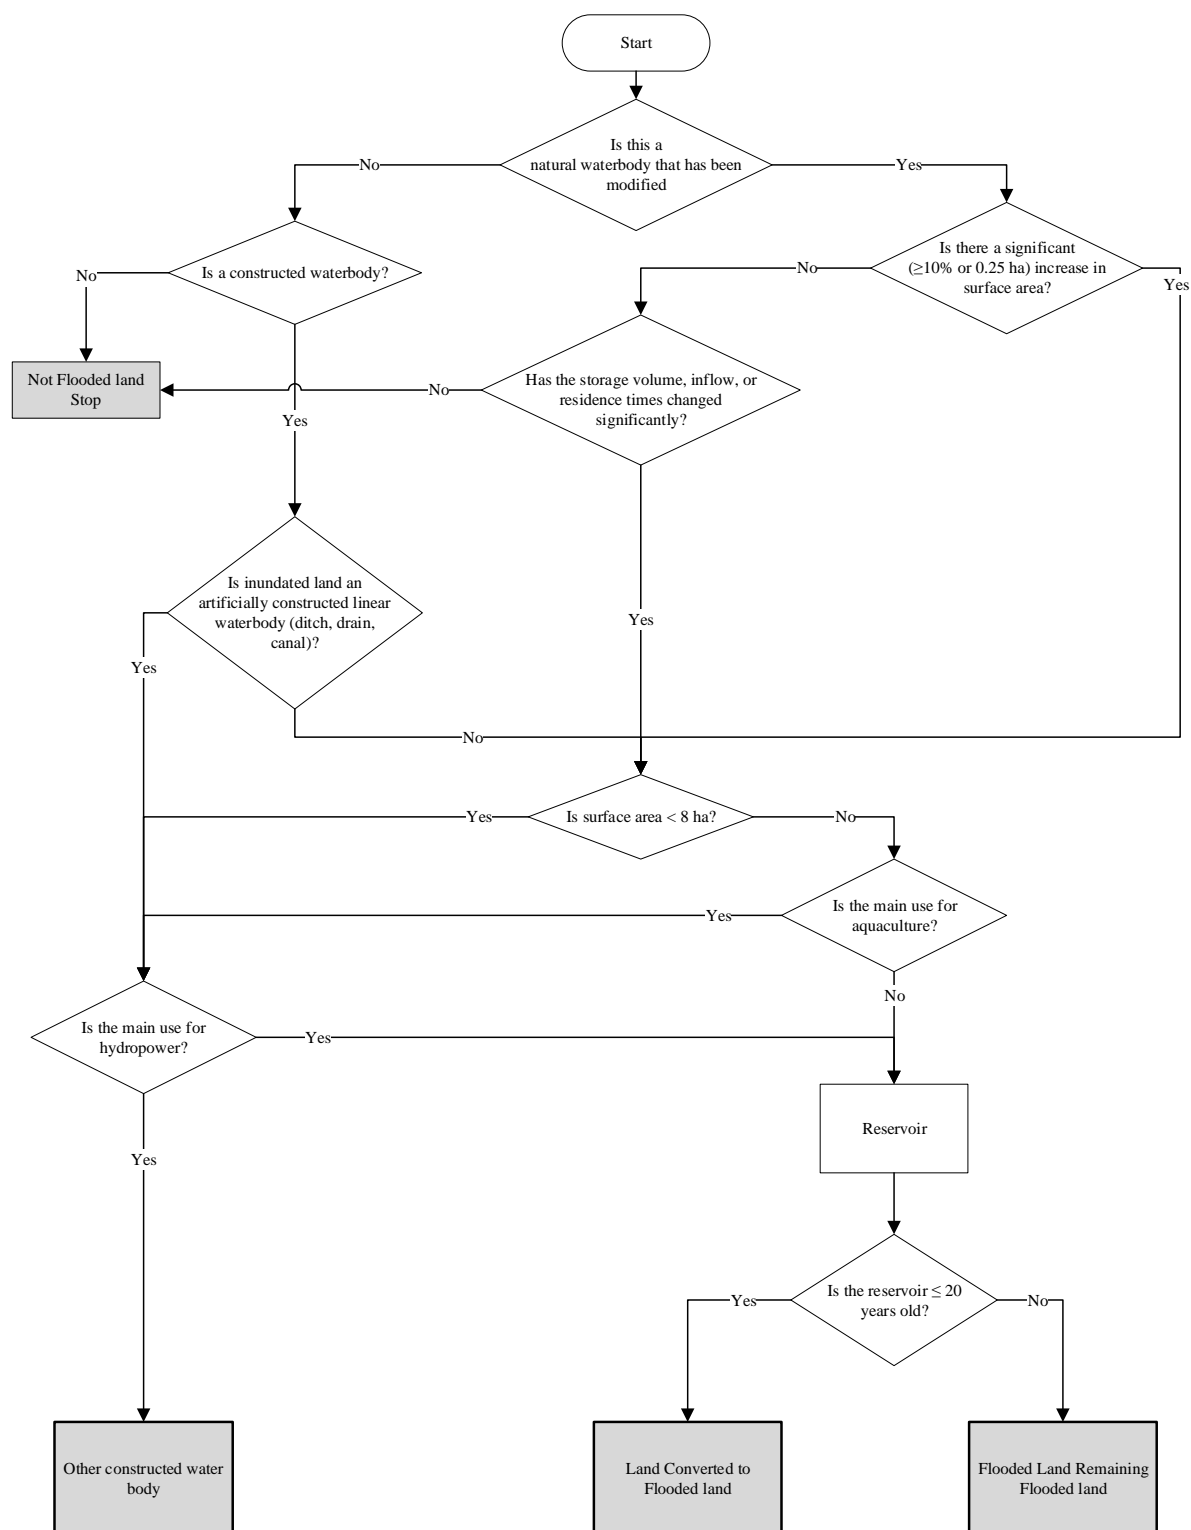 Start
Is this a
natural waterbody that has been
modified
No
Yes
Is a constructed waterbody?
Is there a significant
(≥10% or 0.25 ha) increase in
surface area?
No
No
Yes
Not Flooded land
Stop
Has the storage volume, inflow, or
residence times changed
significantly?
No
Yes
Is inundated land an
artificially constructed linear
waterbody (ditch, drain,
canal)?
Yes
Yes
No
Is surface area < 8 ha?
Yes
No
Is the main use for
aquaculture?
Yes
No
Is the main use for
hydropower?
Yes
Reservoir
Yes
Is the reservoir ≤ 20
years old?
Yes
No
Other constructed water
body
Land Converted to
Flooded land
Flooded Land Remaining
Flooded land